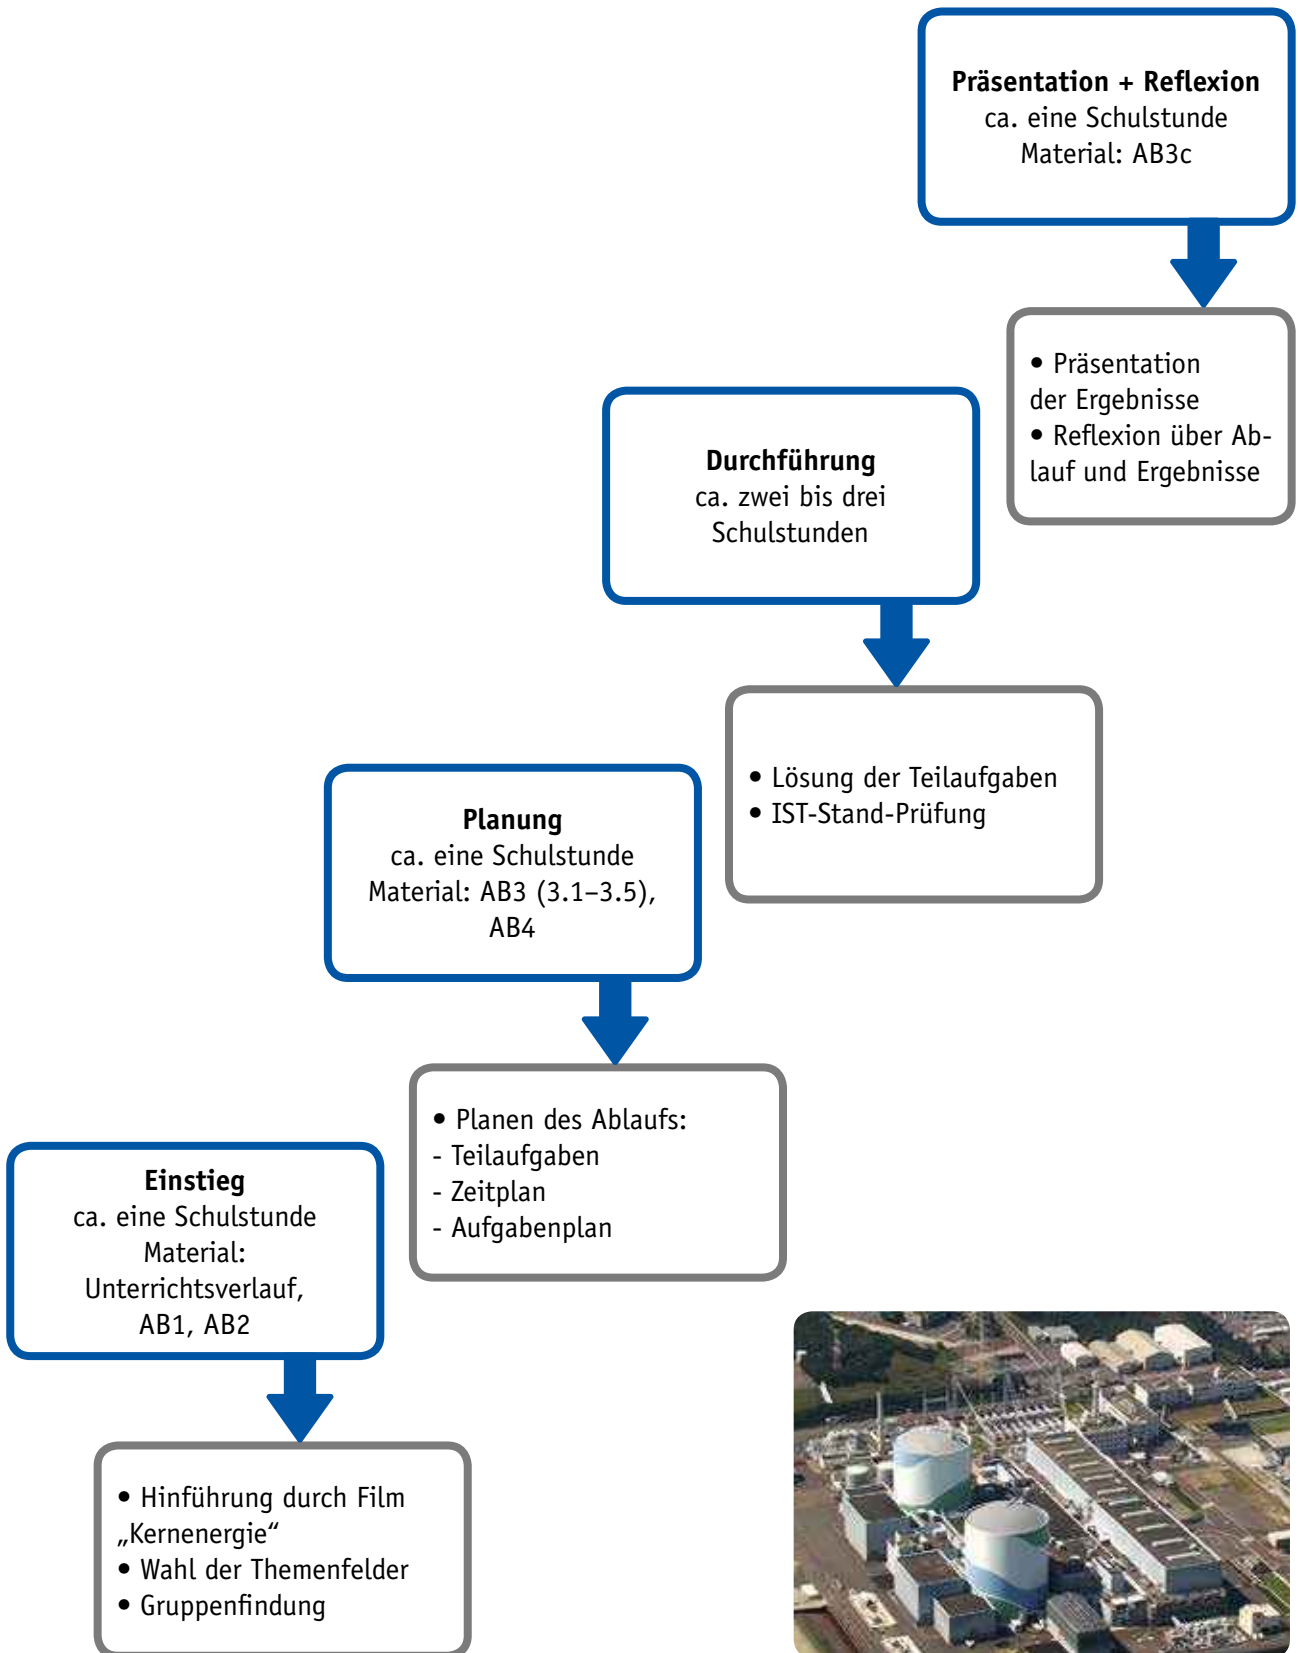 Präsentation + Reflexion
ca. eine Schulstunde
Material: AB3c
• Präsentation
der Ergebnisse
• Reflexion über Ab-
lauf und Ergebnisse
Durchführung
ca. zwei bis drei
Schulstunden
• Lösung der Teilaufgaben
• IST-Stand-Prüfung
Planung
ca. eine Schulstunde
Material: AB3 (3.1–3.5),
AB4
• Planen des Ablaufs:
- Teilaufgaben
- Zeitplan
- Aufgabenplan
Einstieg
ca. eine Schulstunde
Material:
Unterrichtsverlauf,
AB1, AB2
• Hinführung durch Film
„Kernenergie“
• Wahl der Themenfelder
• Gruppenfindung